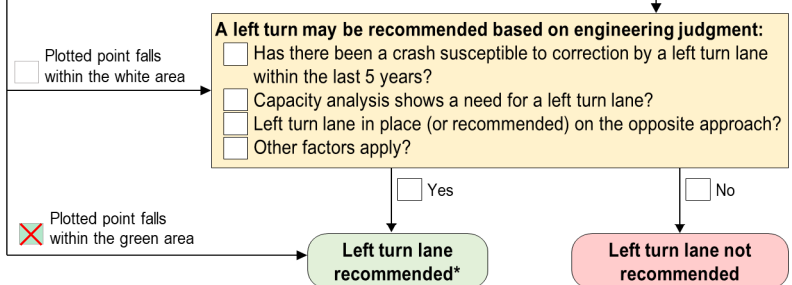 A left turn may be recommended based on engineering judgment:
Has there been a crash susceptible to correction by a left turn lane
within the last 5 years?
Capacity analysis shows a need for a left turn lane?
Left turn lane in place (or recommended) on the opposite approach?
Other factors apply?
Plotted point falls
within the white area
Yes
No
Plotted point falls
within the green area
Left turn lane
recommended*
Left turn lane not
recommended